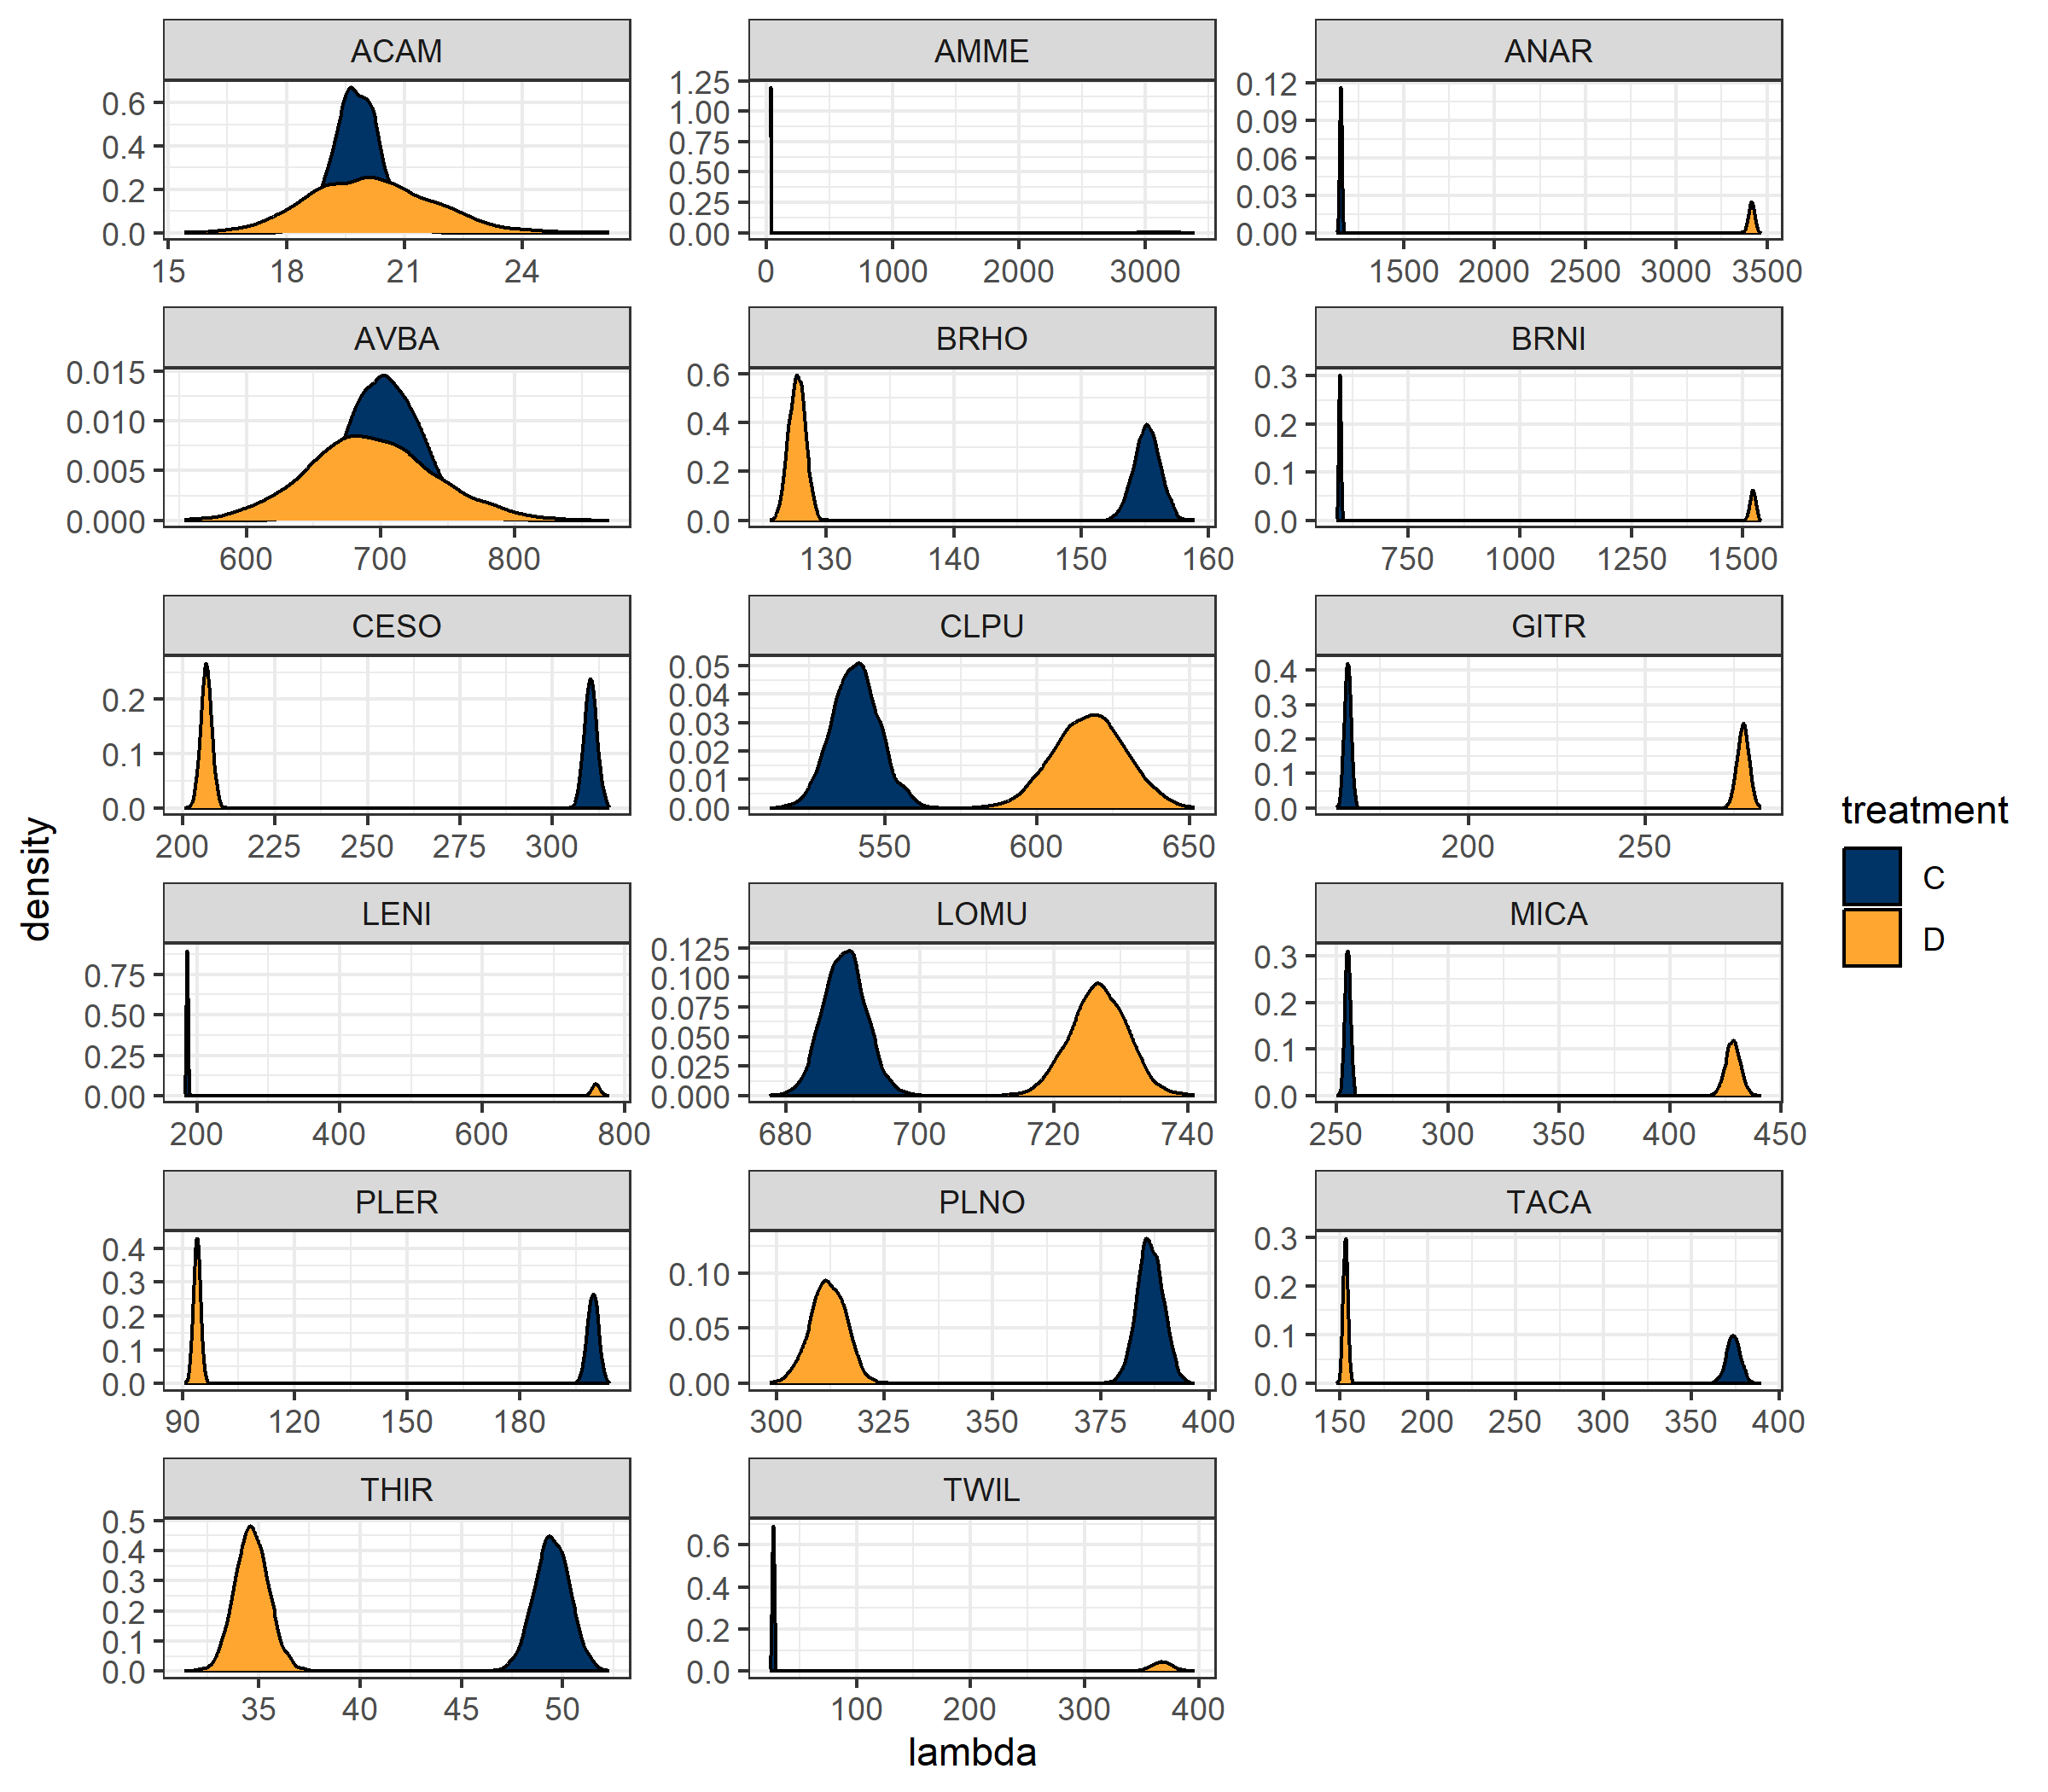 ACAM
AMME
ANAR
0.6
0.4
0.2
0.0
15 18 21 24
1.25
1.00
0.75
0.50
0.25
0.00
0 1000 2000 3000
0.12
0.09
0.06
0.03
0.00
1500 2000 2500 3000 3500
AVBA
BRHO
BRNI
0.015
0.010
0.005
0.000
600 700 800
0.6
0.4
0.2
0.0
130 140 150 160
0.3
0.2
0.1
0.0
750 1000 1250 1500
CESO
CLPU
GITR
0.2
0.1
0.0
200 225 250 275 300
0.05
0.04
0.03
0.02
0.01
0.00
550 600 650
0.4
0.3
0.2
0.1
0.0
200 250
LENI
LOMU
MICA
0.75
0.50
0.25
0.00
200 400 600 800
0.125
0.100
0.075
0.050
0.025
0.000
680 700 720 740
0.3
0.2
0.1
0.0
250 300 350 400 450
PLER
PLNO
TACA
0.4
0.3
0.2
0.1
0.0
90 120 150 180
0.10
0.05
0.00
300 325 350 375 400
0.3
0.2
0.1
0.0
150 200 250 300 350 400
THIR
TWIL
0.5
0.4
0.3
0.2
0.1
0.0
35 40 45 50
0.6
0.4
0.2
0.0
100 200 300 400
density
lambda
treatment
C
D